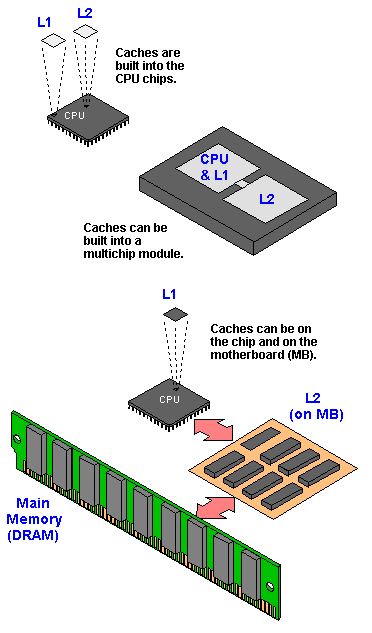 L1
L2
Caches are
built into the
CPU chips.
CPU
CPU
& L1
L2
Caches can be
built into a
multichip module.
L1
Caches can be on
the chip and on the
motherboard (MB).
CPU
L2
(on MB)
Main
Memory
(DRAM)